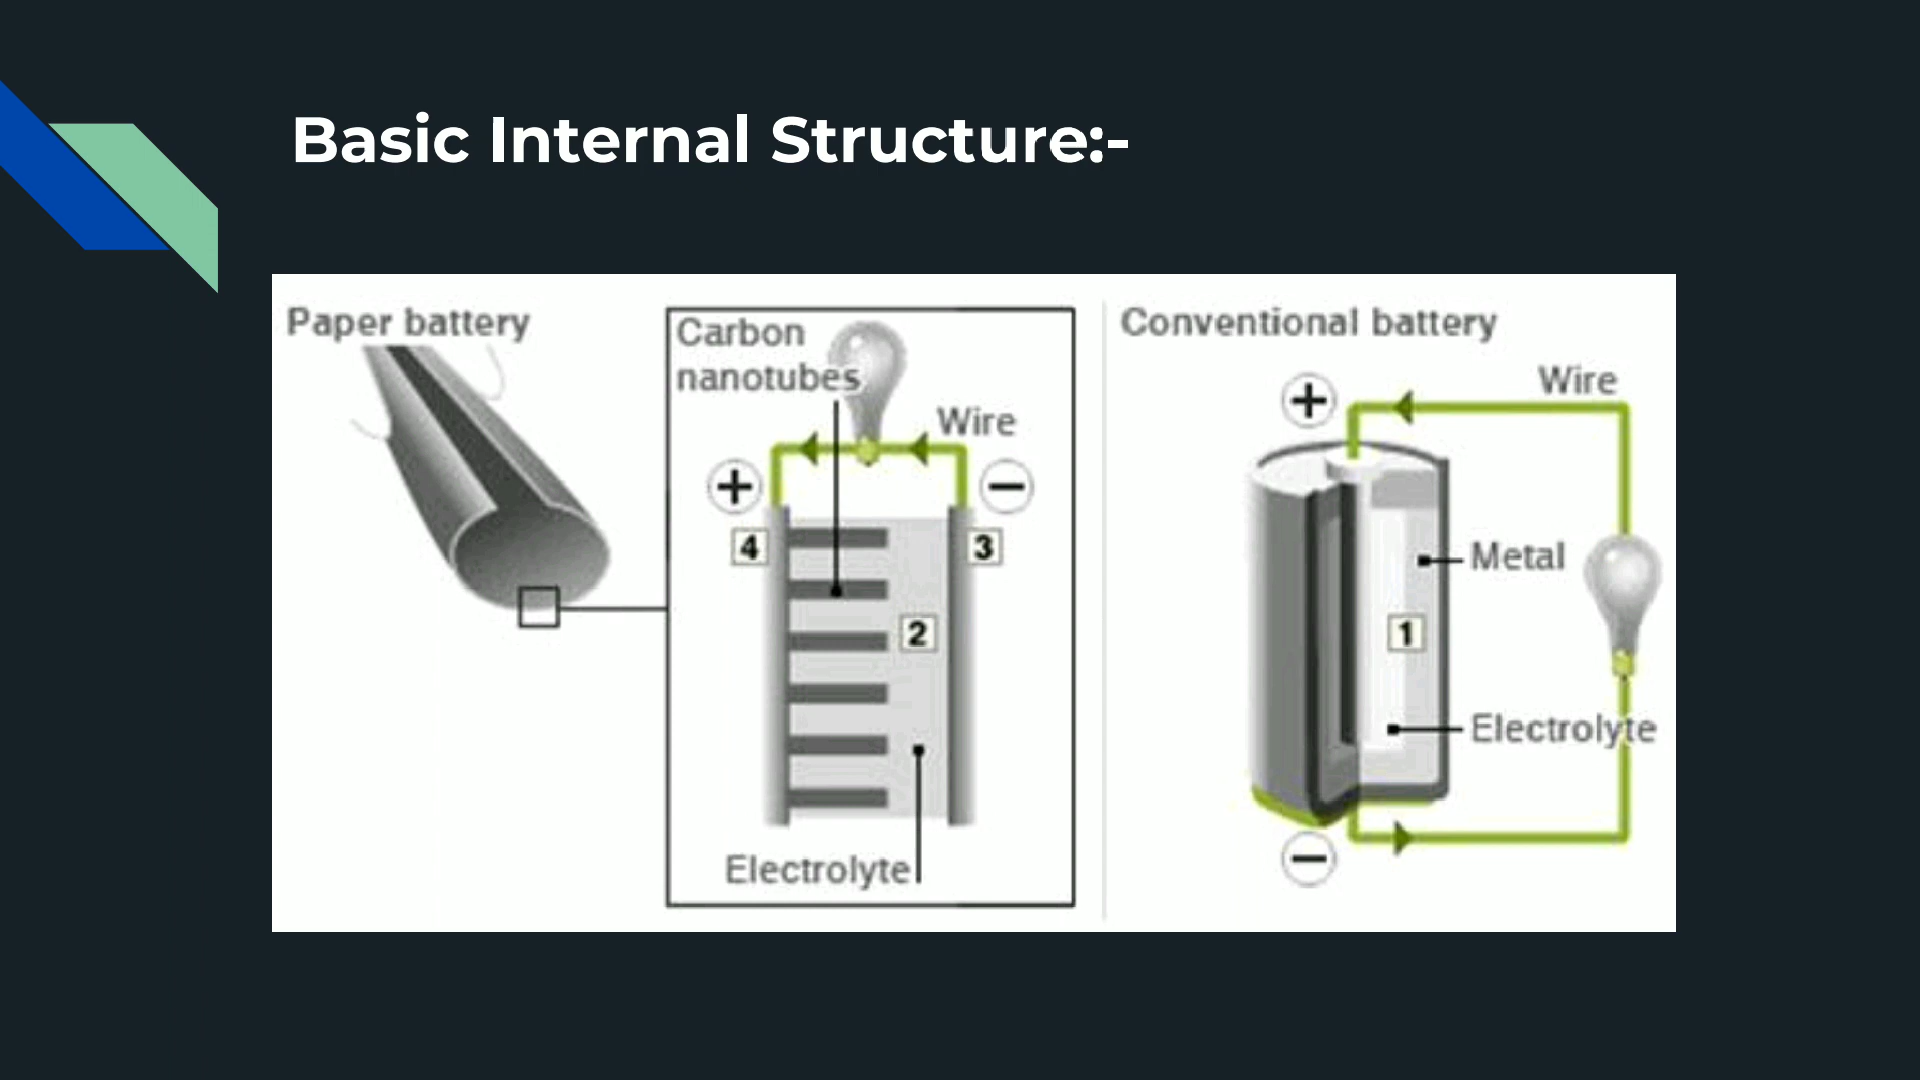 Basic Internal Structure:-
Paper battery
Carbon
nanotubes
Wire
+
−
4
3
2
Electrolyte
Conventional battery
Wire
+
Metal
1
Electrolyte
−